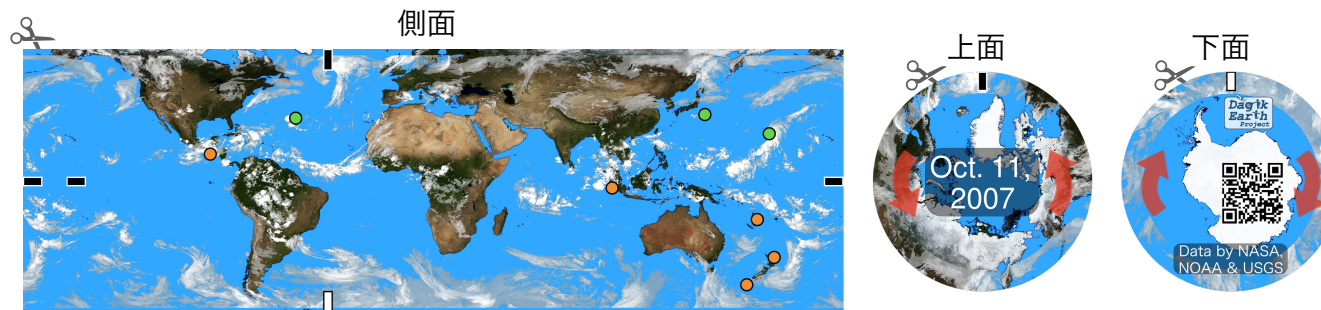 側面
上面
下面
Oct. 11,
2007
Dagik
Earth
Project
Data by NASA,
NOAA & USGS